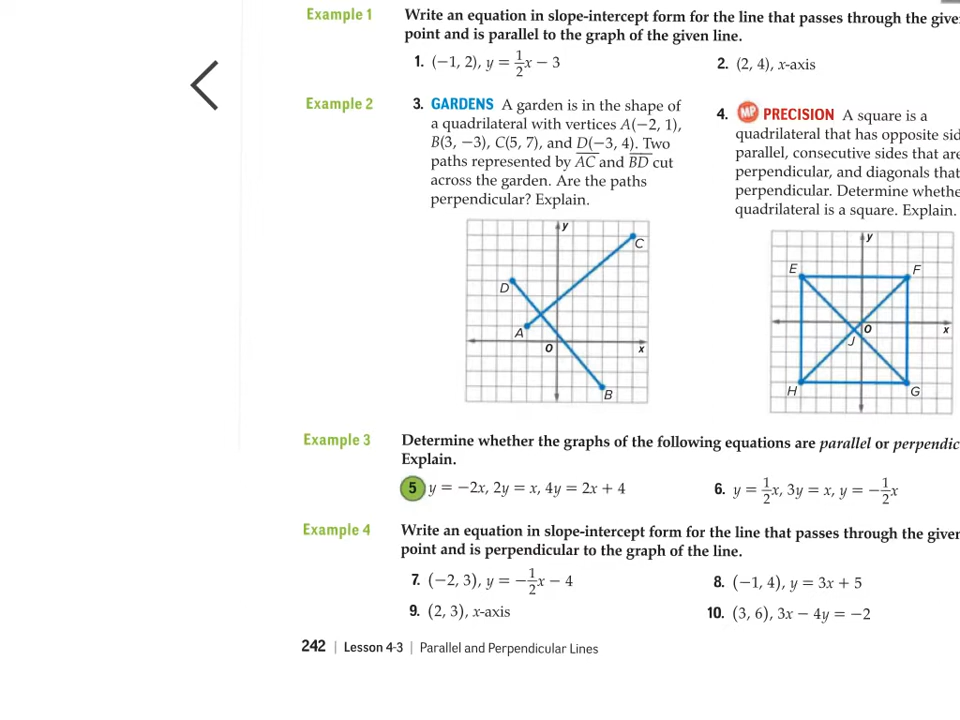 Example 1 Write an equation in slope-intercept form for the line that passes through the give
point and is parallel to the graph of the given line.
1. (−1, 2), y = 1/2x − 3
2. (2, 4), x-axis
Example 2 3. GARDENS A garden is in the shape of
a quadrilateral with vertices A(−2, 1),
B(3, −3), C(5, 7), and D(−3, 4). Two
paths represented by AC and BD cut
across the garden. Are the paths
perpendicular? Explain.
y
C
D
A
O
x
B
4. MP PRECISION A square is a
quadrilateral that has opposite sid
parallel, consecutive sides that are
perpendicular, and diagonals that
perpendicular. Determine whethe
quadrilateral is a square. Explain.
y
E
F
O
x
J
H
G
Example 3 Determine whether the graphs of the following equations are parallel or perpendic
Explain.
5 y = −2x, 2y = x, 4y = 2x + 4
6. y = 1/2x, 3y = x, y = −1/2x
Example 4 Write an equation in slope-intercept form for the line that passes through the given
point and is perpendicular to the graph of the line.
7. (−2, 3), y = −1/2x − 4
8. (−1, 4), y = 3x + 5
9. (2, 3), x-axis
10. (3, 6), 3x − 4y = −2
242 | Lesson 4-3 | Parallel and Perpendicular Lines